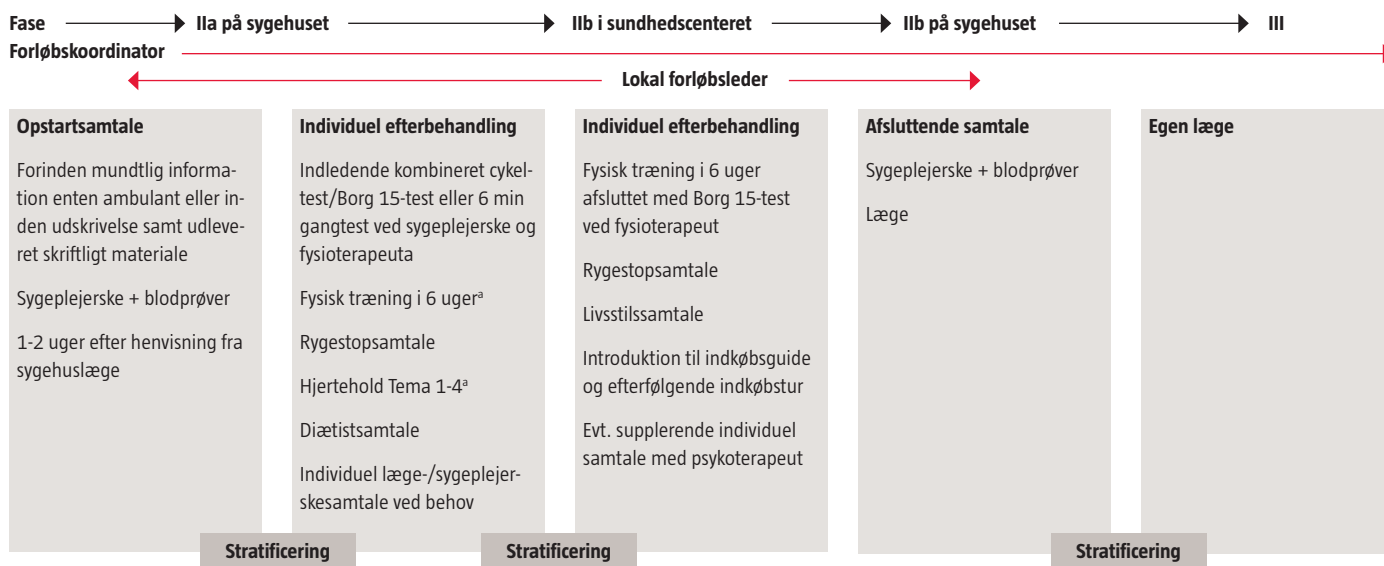 Fase IIa på sygehuset IIb i sundhedscenteret IIb på sygehuset III
Forløbskoordinator
Lokal forløbsleder
Opstartsamtale
Forinden mundtlig informa-
tion enten ambulant eller in-
den udskrivelse samt udleve-
ret skriftligt materiale
Sygeplejerske + blodprøver
1-2 uger efter henvisning fra
sygehuslæge
Individuel efterbehandling
Indledende kombineret cykel-
test/Borg 15-test eller 6 min
gangtest ved sygeplejerske og
fysioterapeuta
Fysisk træning i 6 ugerᵃ
Rygestopsamtale
Hjertehold Tema 1-4ᵃ
Diætistsamtale
Individuel læge-/sygeplejer-
skesamtale ved behov
Individuel efterbehandling
Fysisk træning i 6 uger
afsluttet med Borg 15-test
ved fysioterapeut
Rygestopsamtale
Livsstilssamtale
Introduktion til indkøbsguide
og efterfølgende indkøbstur
Evt. supplerende individuel
samtale med psykoterapeut
Afsluttende samtale
Sygeplejerske + blodprøver
Læge
Egen læge
Stratificering Stratificering Stratificering